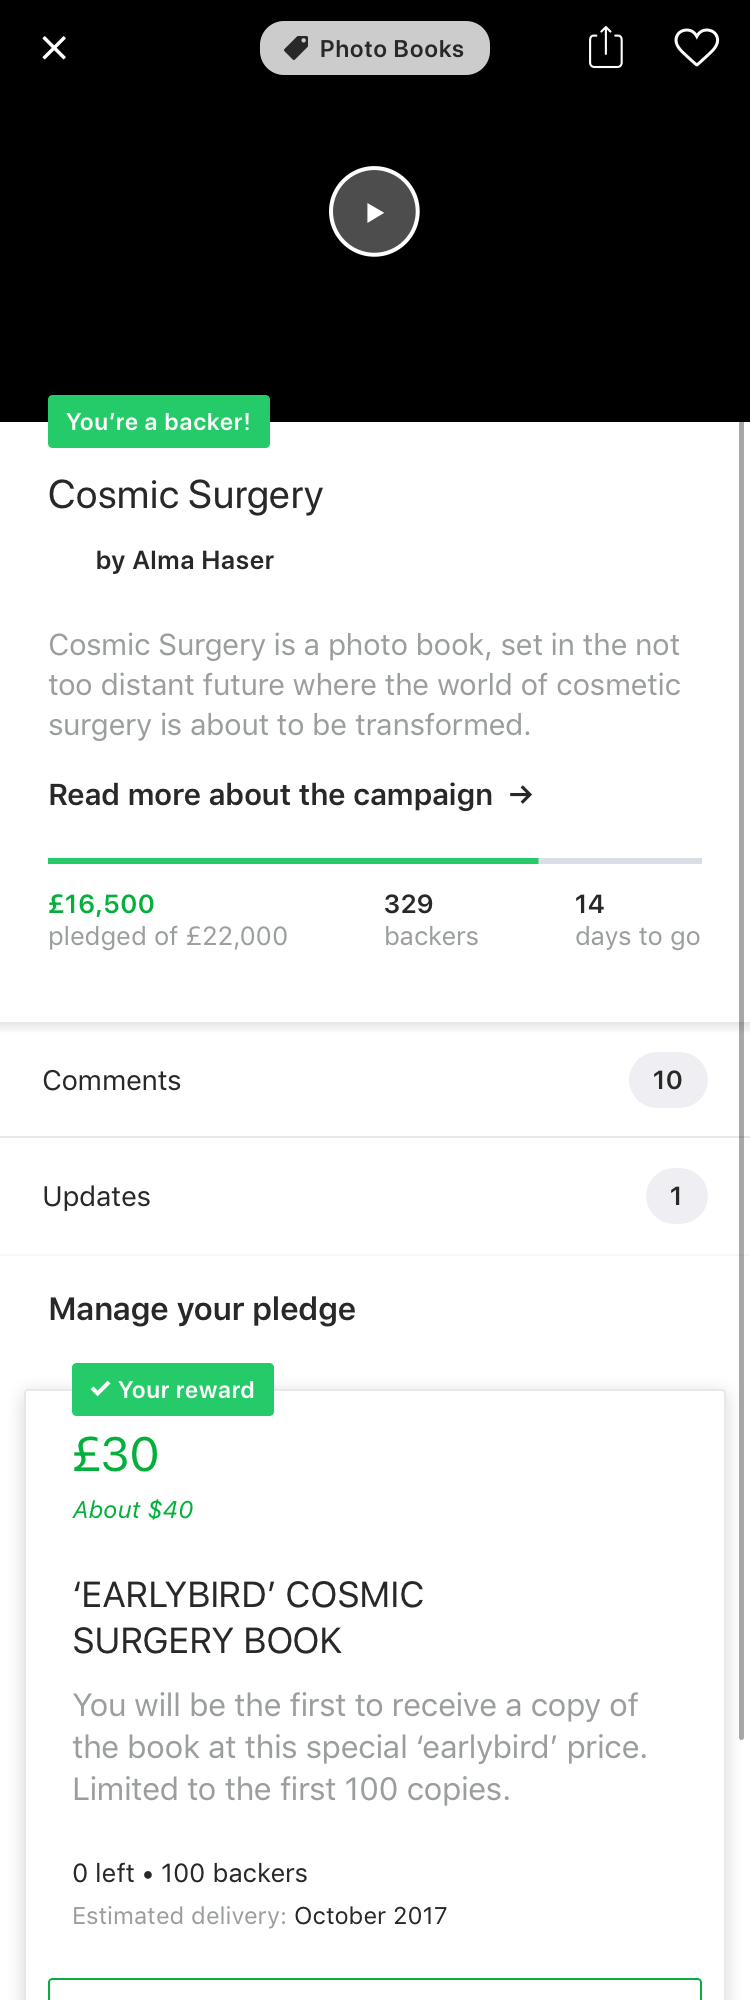 Photo Books
You’re a backer!
Cosmic Surgery
by Alma Haser
Cosmic Surgery is a photo book, set in the not
too distant future where the world of cosmetic
surgery is about to be transformed.
Read more about the campaign →
£16,500
pledged of £22,000
329
backers
14
days to go
Comments
10
Updates
1
Manage your pledge
Your reward
£30
About $40
‘EARLYBIRD’ COSMIC
SURGERY BOOK
You will be the first to receive a copy of
the book at this special ‘earlybird’ price.
Limited to the first 100 copies.
0 left • 100 backers
Estimated delivery: October 2017